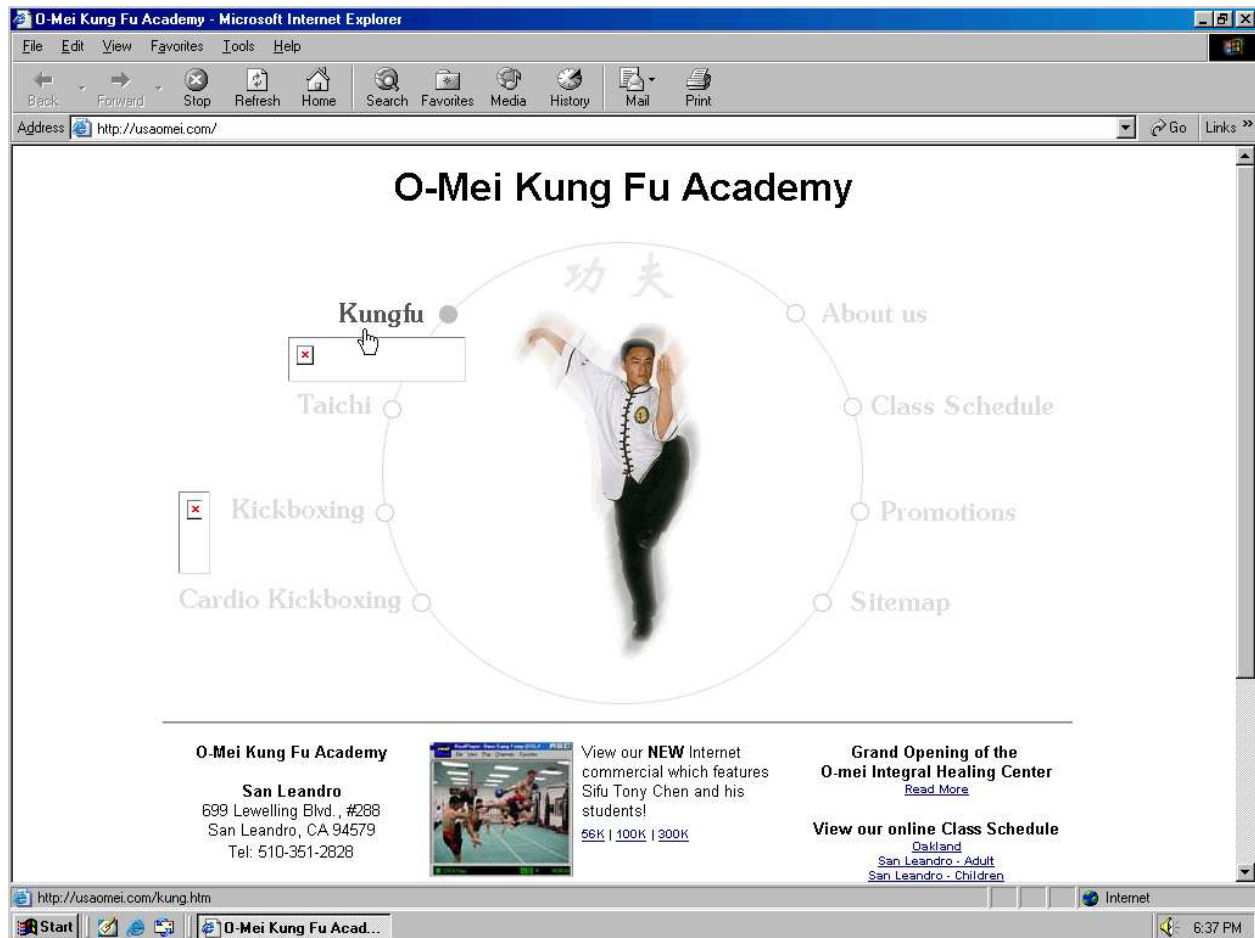 O-Mei Kung Fu Academy - Microsoft Internet Explorer
File Edit View Favorites Tools Help
Back Forward Stop Refresh Home Search Favorites Media History Mail Print
Address http://usaomei.com/ Go Links »
O-Mei Kung Fu Academy
功夫
Kungfu
About us
Taichi
Class Schedule
Kickboxing
Promotions
Cardio Kickboxing
Sitemap
O-Mei Kung Fu Academy
San Leandro
699 Lewelling Blvd., #288
San Leandro, CA 94579
Tel: 510-351-2828
View our NEW Internet
commercial which features
Sifu Tony Chen and his
students!
56K | 100K | 300K
Grand Opening of the
O-mei Integral Healing Center
Read More
View our online Class Schedule
Oakland
San Leandro - Adult
San Leandro - Children
http://usaomei.com/kung.htm
Internet
Start
O-Mei Kung Fu Acad...
6:37 PM